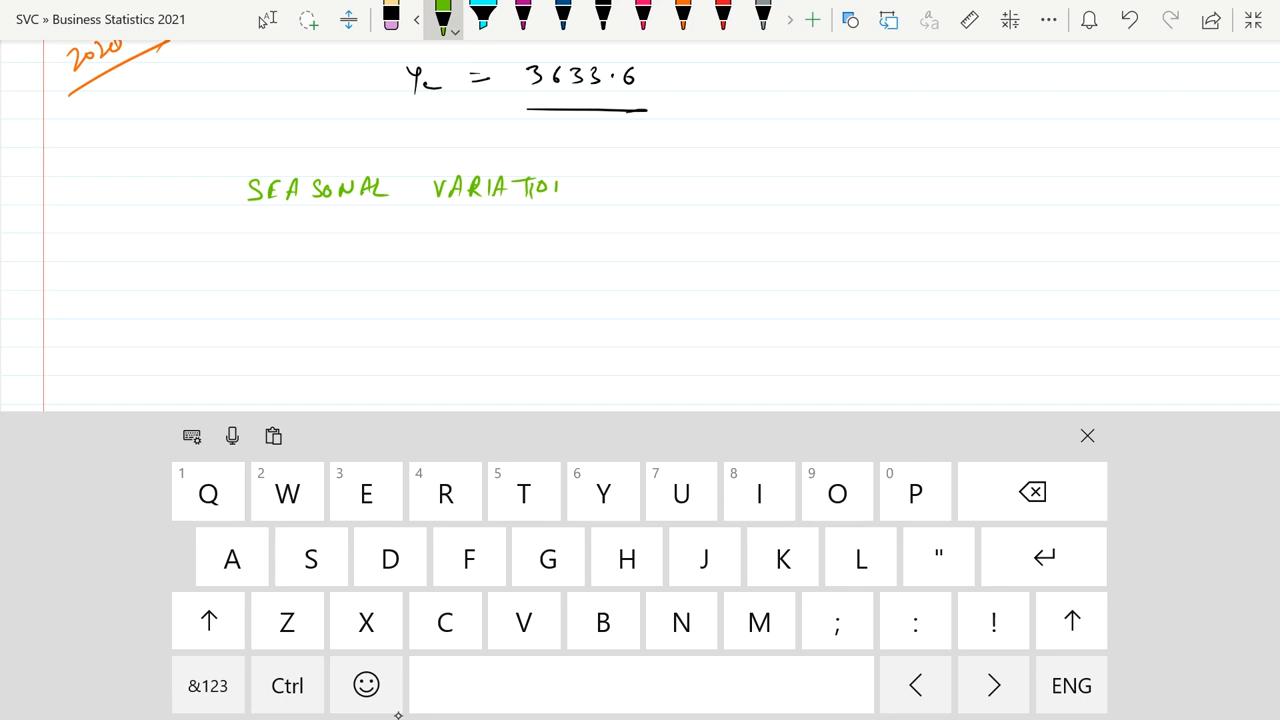 SVC » Business Statistics 2021
2020
Yc = 3633.6
SEASONAL VARIATIOI
1 Q 2 W 3 E 4 R 5 T 6 Y 7 U 8 I 9 O 0 P
A S D F G H J K L "
Z X C V B N M ; : !
&123 Ctrl ENG